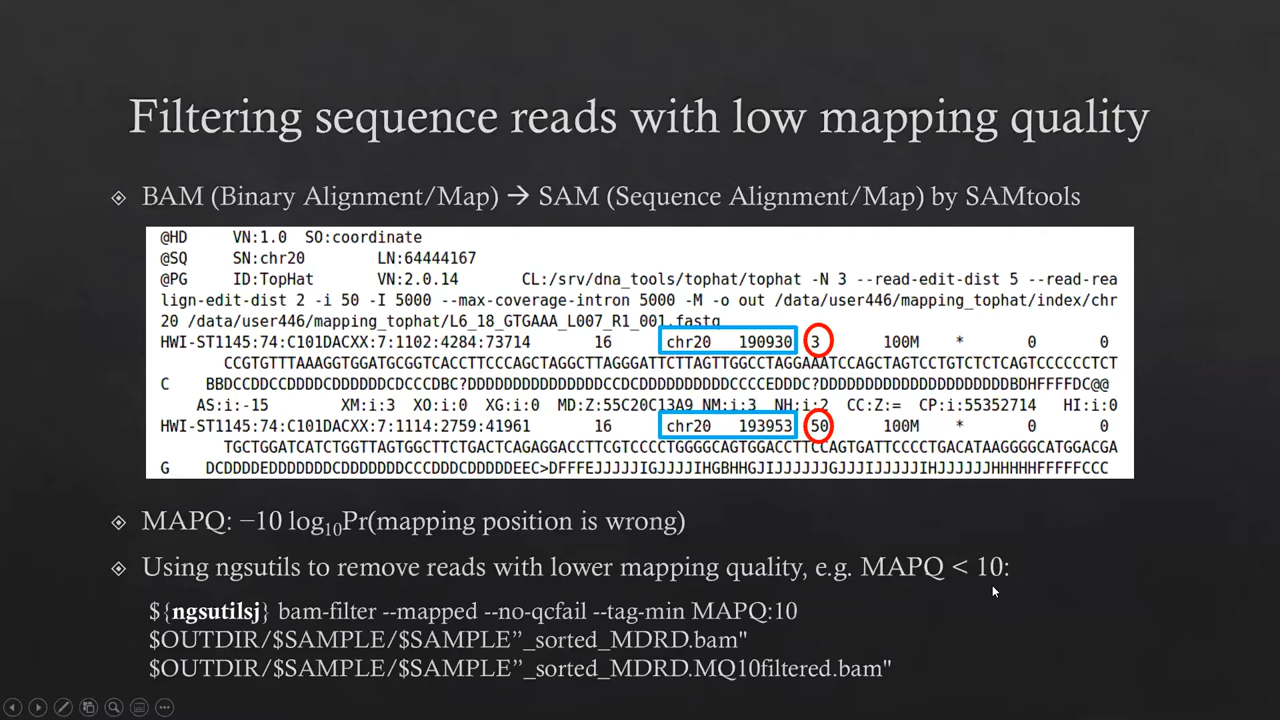 Filtering sequence reads with low mapping quality
BAM (Binary Alignment/Map) → SAM (Sequence Alignment/Map) by SAMtools
@HD VN:1.0 SO:coordinate
@SQ SN:chr20 LN:64444167
@PG ID:TopHat VN:2.0.14 CL:/srv/dna_tools/tophat/tophat -N 3 --read-edit-dist 5 --read-rea
lign-edit-dist 2 -i 50 -I 5000 --max-coverage-intron 5000 -M -o out /data/user446/mapping_tophat/index/chr
20 /data/user446/mapping_tophat/L6_18_GTGAAA_L007_R1_001.fastq
HWI-ST1145:74:C101DACXX:7:1102:4284:73714 16 chr20 190930 3 100M * 0 0
CCGTGTTTAAAGGTGGATGCGGTCACCTTCCCAGCTAGGCTTAGGGATTCTTAGTTGGCCTAGGAAATCCAGCTAGTCCTGTCTCTCAGTCCCCCCTCT
C BBDCCDDCCDDDDCDDDDDCDCCCDBC?DDDDDDDDDDDDDDDCCDCDDDDDDDDDDDCCCCEDDDC?DDDDDDDDDDDDDDDDDDDDDDBDHFFFFDC@@
AS:i:-15 XM:i:3 XO:i:0 XG:i:0 MD:Z:55C20C13A9 NM:i:3 NH:i:2 CC:Z:= CP:i:55352714 HI:i:0
HWI-ST1145:74:C101DACXX:7:1114:2759:41961 16 chr20 193953 50 100M * 0 0
TGCTGGATCATCTGGTTAGTGGCTTCTGACTCAGAGGACCTTCGTCCCCTGGGGCAGTGGACCTTCCAGTGATTCCCCTGACATAAGGGGCATGGACGA
G DCDDDDEDDDDDDDCDDDDDDDCCCDDDCDDDDDEEC>DFFFEJJJJJIGJJJJIHGBHHGJIJJJJJJGJJJIJJJJJIHJJJJJJHHHHHFFFFFCCC
MAPQ: −10 log10Pr(mapping position is wrong)
Using ngsutils to remove reads with lower mapping quality, e.g. MAPQ < 10:
${ngsutilsj} bam-filter --mapped --no-qcfail --tag-min MAPQ:10
$OUTDIR/$SAMPLE/$SAMPLE”_sorted_MDRD.bam"
$OUTDIR/$SAMPLE/$SAMPLE”_sorted_MDRD.MQ10filtered.bam"